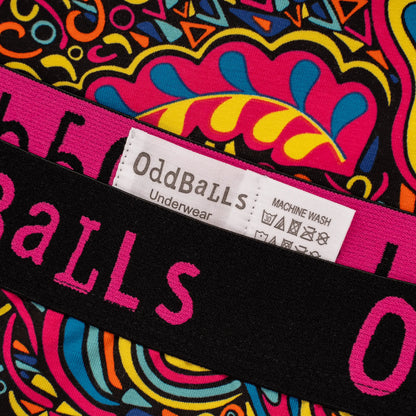 OddBaLLs
Underwear
MACHINE WASH
BaLLs
O